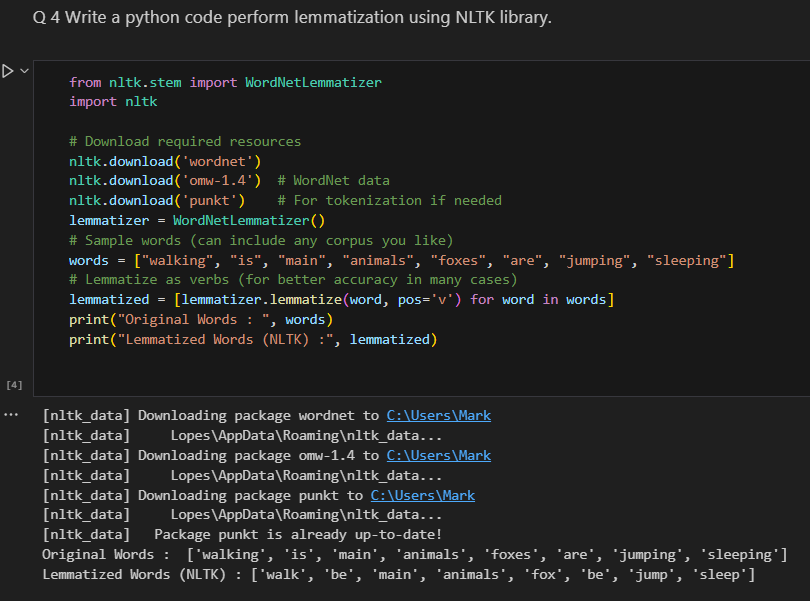 Q 4 Write a python code perform lemmatization using NLTK library.
from nltk.stem import WordNetLemmatizer
import nltk
# Download required resources
nltk.download('wordnet')
nltk.download('omw-1.4')  # WordNet data
nltk.download('punkt')    # For tokenization if needed
lemmatizer = WordNetLemmatizer()
# Sample words (can include any corpus you like)
words = ["walking", "is", "main", "animals", "foxes", "are", "jumping", "sleeping"]
# Lemmatize as verbs (for better accuracy in many cases)
lemmatized = [lemmatizer.lemmatize(word, pos='v') for word in words]
print("Original Words : ", words)
print("Lemmatized Words (NLTK) :", lemmatized)
[4]
[nltk_data] Downloading package wordnet to C:\Users\Mark
[nltk_data]     Lopes\AppData\Roaming\nltk_data...
[nltk_data] Downloading package omw-1.4 to C:\Users\Mark
[nltk_data]     Lopes\AppData\Roaming\nltk_data...
[nltk_data] Downloading package punkt to C:\Users\Mark
[nltk_data]     Lopes\AppData\Roaming\nltk_data...
[nltk_data]   Package punkt is already up-to-date!
Original Words :  ['walking', 'is', 'main', 'animals', 'foxes', 'are', 'jumping', 'sleeping']
Lemmatized Words (NLTK) : ['walk', 'be', 'main', 'animals', 'fox', 'be', 'jump', 'sleep']